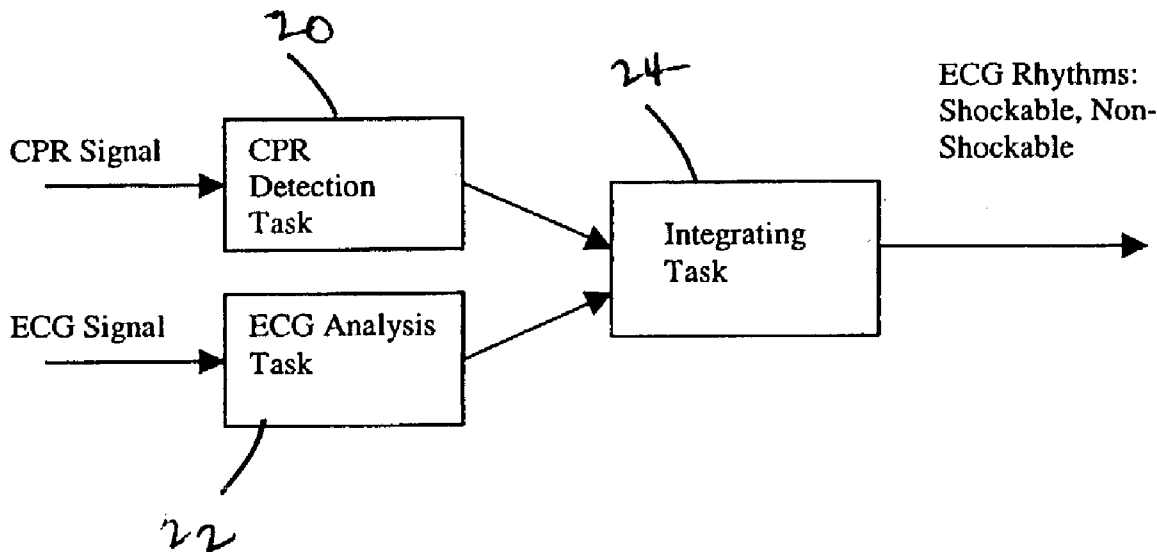 20
24
ECG Rhythms:
Shockable, Non-
Shockable
CPR Signal
CPR
Detection
Task
Integrating
Task
ECG Signal
ECG Analysis
Task
22